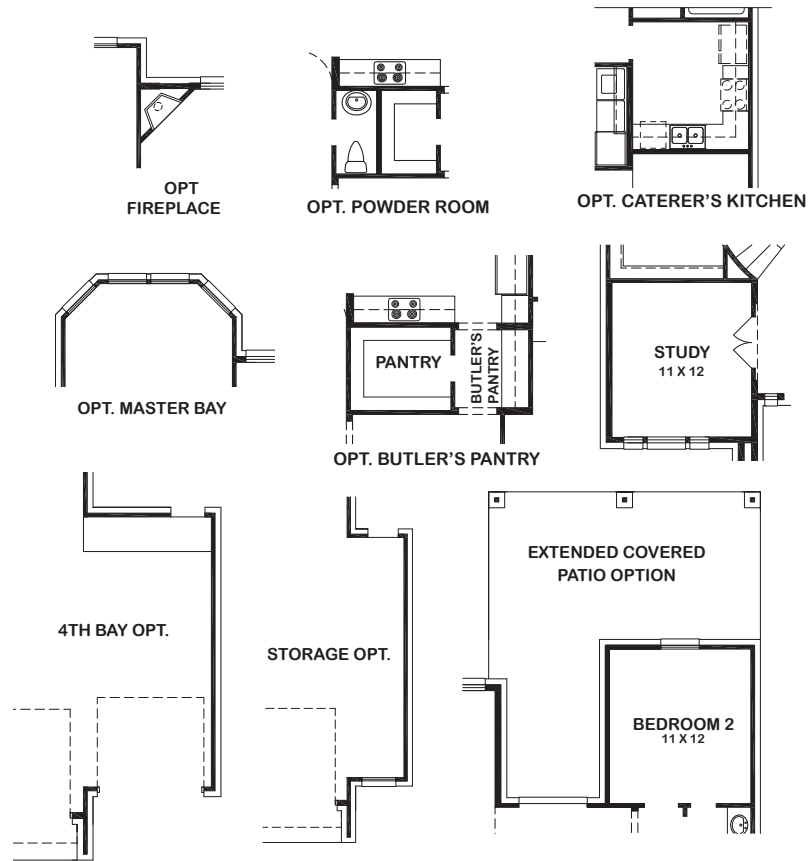 OPT
FIREPLACE
OPT. POWDER ROOM
OPT. CATERER'S KITCHEN
OPT. MASTER BAY
PANTRY
BUTLER'S
PANTRY
OPT. BUTLER'S PANTRY
STUDY
11 X 12
4TH BAY OPT.
STORAGE OPT.
EXTENDED COVERED
PATIO OPTION
BEDROOM 2
11 X 12